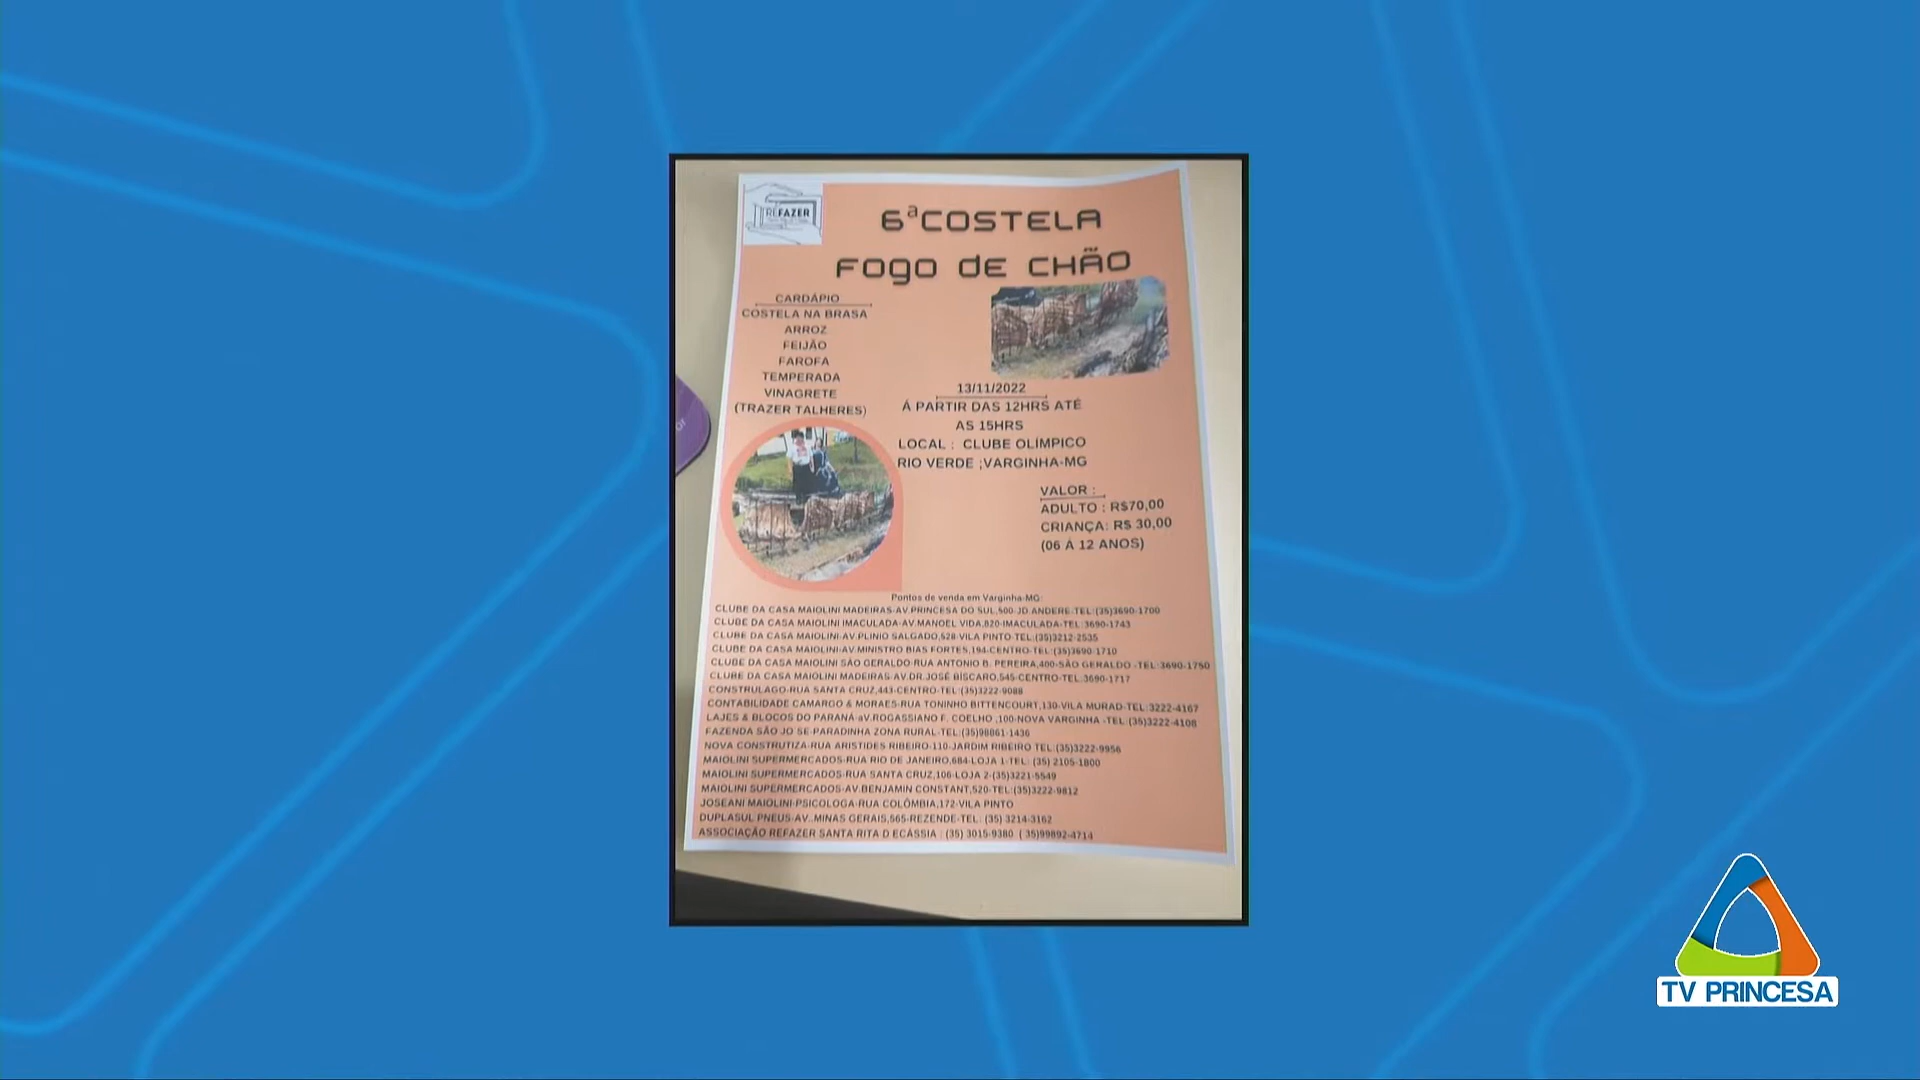 REFAZER
6ªCOSTELA
FOGO DE CHÃO
CARDÁPIO
COSTELA NA BRASA
ARROZ
FEIJÃO
FAROFA
TEMPERADA
VINAGRETE
(TRAZER TALHERES)
13/11/2022
Á PARTIR DAS 12HRS ATÉ
AS 15HRS
LOCAL : CLUBE OLÍMPICO
RIO VERDE ;VARGINHA-MG
VALOR :
ADULTO : R$70,00
CRIANÇA: R$ 30,00
(06 Á 12 ANOS)
Pontos de venda em Varginha-MG:
CLUBE DA CASA MAIOLINI MADEIRAS-AV.PRINCESA DO SUL,500-JD.ANDERE-TEL:(35)3690-1700
CLUBE DA CASA MAIOLINI IMACULADA-AV.MANOEL VIDA,820-IMACULADA-TEL:3690-1743
CLUBE DA CASA MAIOLINI-AV.PLINIO SALGADO,528-VILA PINTO-TEL:(35)3212-2535
CLUBE DA CASA MAIOLINI-AV.MINISTRO BIAS FORTES,194-CENTRO-TEL:(35)3690-1710
CLUBE DA CASA MAIOLINI SÃO GERALDO-RUA ANTONIO B. PEREIRA,400-SÃO GERALDO -TEL:3690-1750
CLUBE DA CASA MAIOLINI MADEIRAS-AV.DR.JOSÉ BÍSCARO,545-CENTRO-TEL:3690-1717
CONSTRULAGO-RUA SANTA CRUZ,443-CENTRO-TEL:(35)3222-9088
CONTABILIDADE CAMARGO & MORAES-RUA TONINHO BITTENCOURT,130-VILA MURAD-TEL:3222-4167
LAJES & BLOCOS DO PARANÁ-aV.ROGASSIANO F. COELHO ,100-NOVA VARGINHA -TEL:(35)3222-4108
FAZENDA SÃO JO SE-PARADINHA ZONA RURAL-TEL:(35)98861-1436
NOVA CONSTRUTIZA-RUA ARISTIDES RIBEIRO-110-JARDIM RIBEIRO TEL:(35)3222-9956
MAIOLINI SUPERMERCADOS-RUA RIO DE JANEIRO,684-LOJA 1-TEL: (35) 2105-1800
MAIOLINI SUPERMERCADOS-RUA SANTA CRUZ,106-LOJA 2-(35)3221-5549
MAIOLINI SUPERMERCADOS-AV.BENJAMIN CONSTANT,520-TEL:(35)3222-9812
JOSEANI MAIOLINI-PSICOLOGA-RUA COLÔMBIA,172-VILA PINTO
DUPLASUL PNEUS-AV..MINAS GERAIS,565-REZENDE-TEL: (35) 3214-3162
ASSOCIAÇÃO REFAZER SANTA RITA D ECÁSSIA : (35) 3015-9380 ( 35)99892-4714
TV PRINCESA